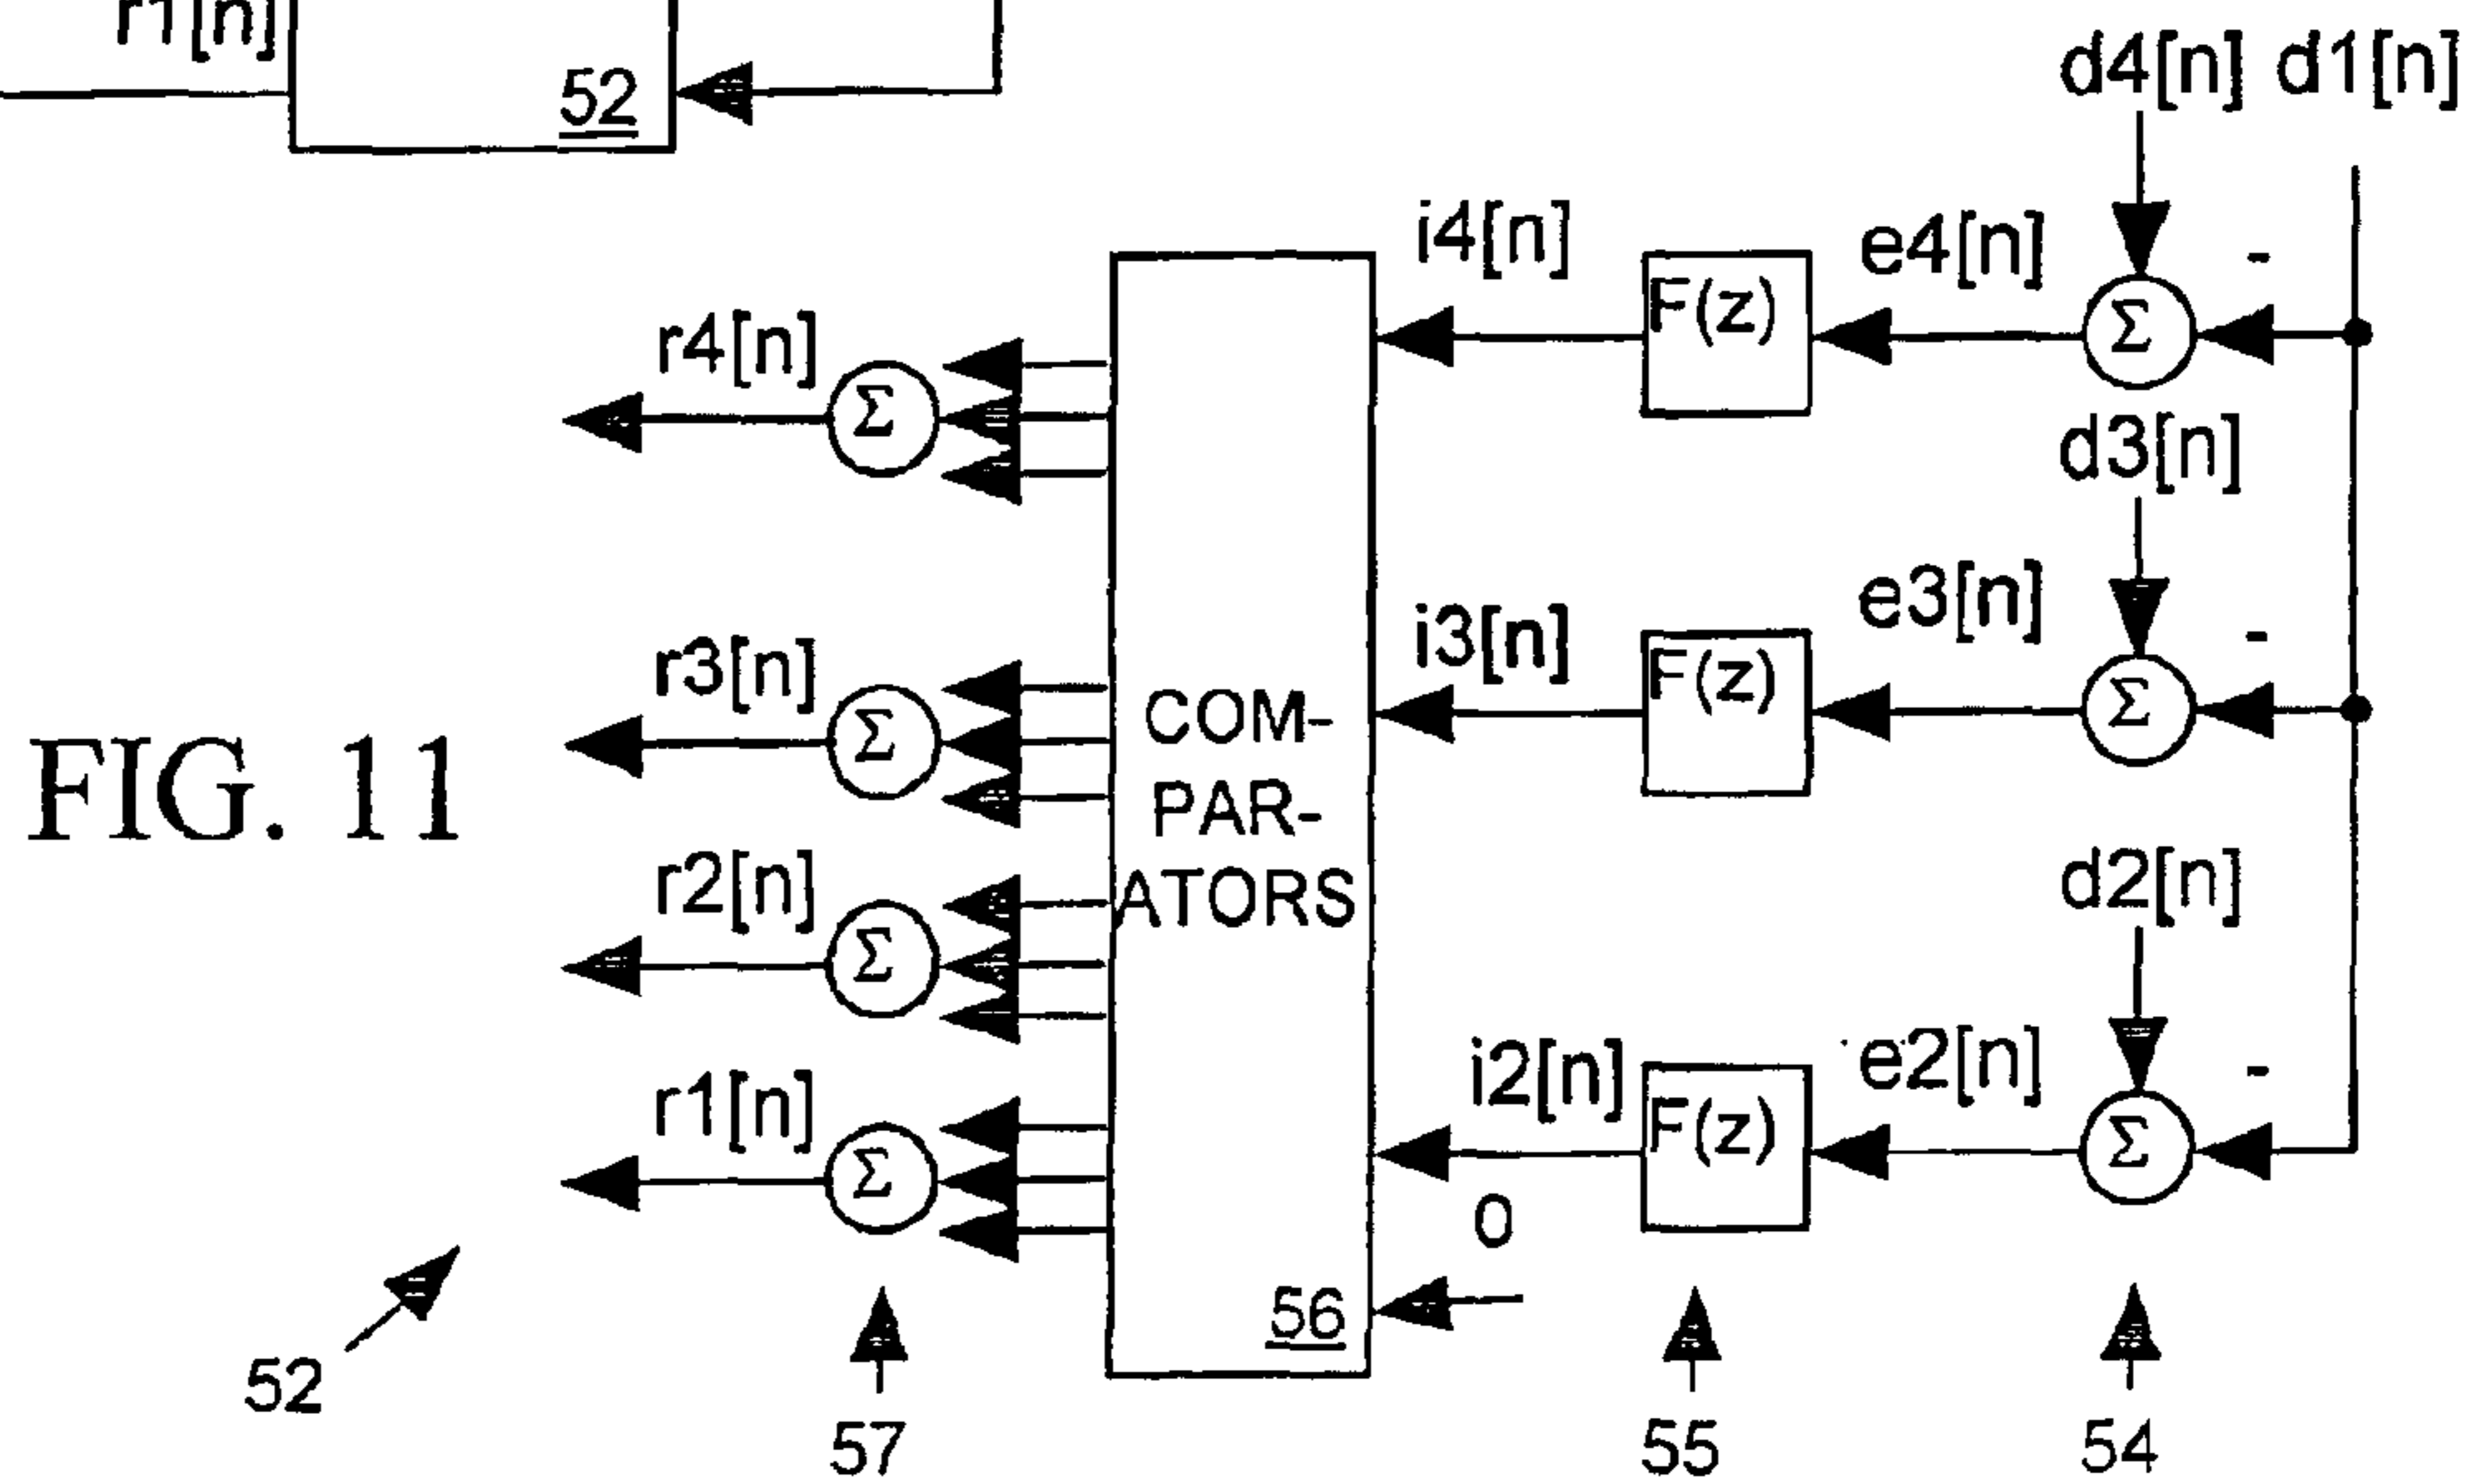 r1[n]
52
d4[n] d1[n]
i4[n]
e4[n]
-
F(z)
Σ
r4[n]
Σ
d3[n]
i3[n]
e3[n]
-
F(z)
Σ
r3[n]
Σ
COM-
PAR-
ATORS
FIG. 11
d2[n]
r2[n]
Σ
i2[n]
e2[n]
-
F(z)
Σ
r1[n]
Σ
0
56
52
57
55
54